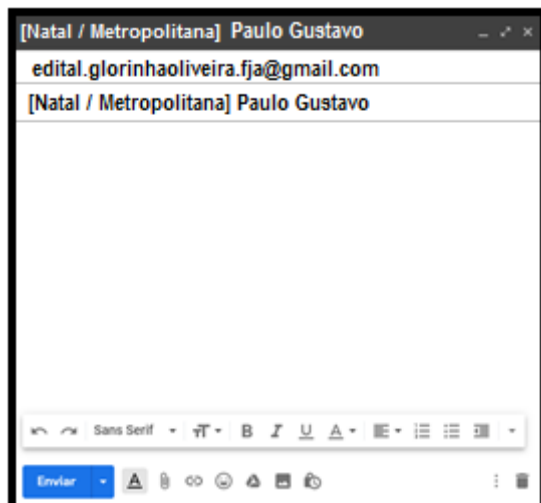 [Natal / Metropolitana] Paulo Gustavo
edital.glorinhaoliveira.fja@gmail.com
[Natal / Metropolitana] Paulo Gustavo
Sans Serif B I U A
Enviar A